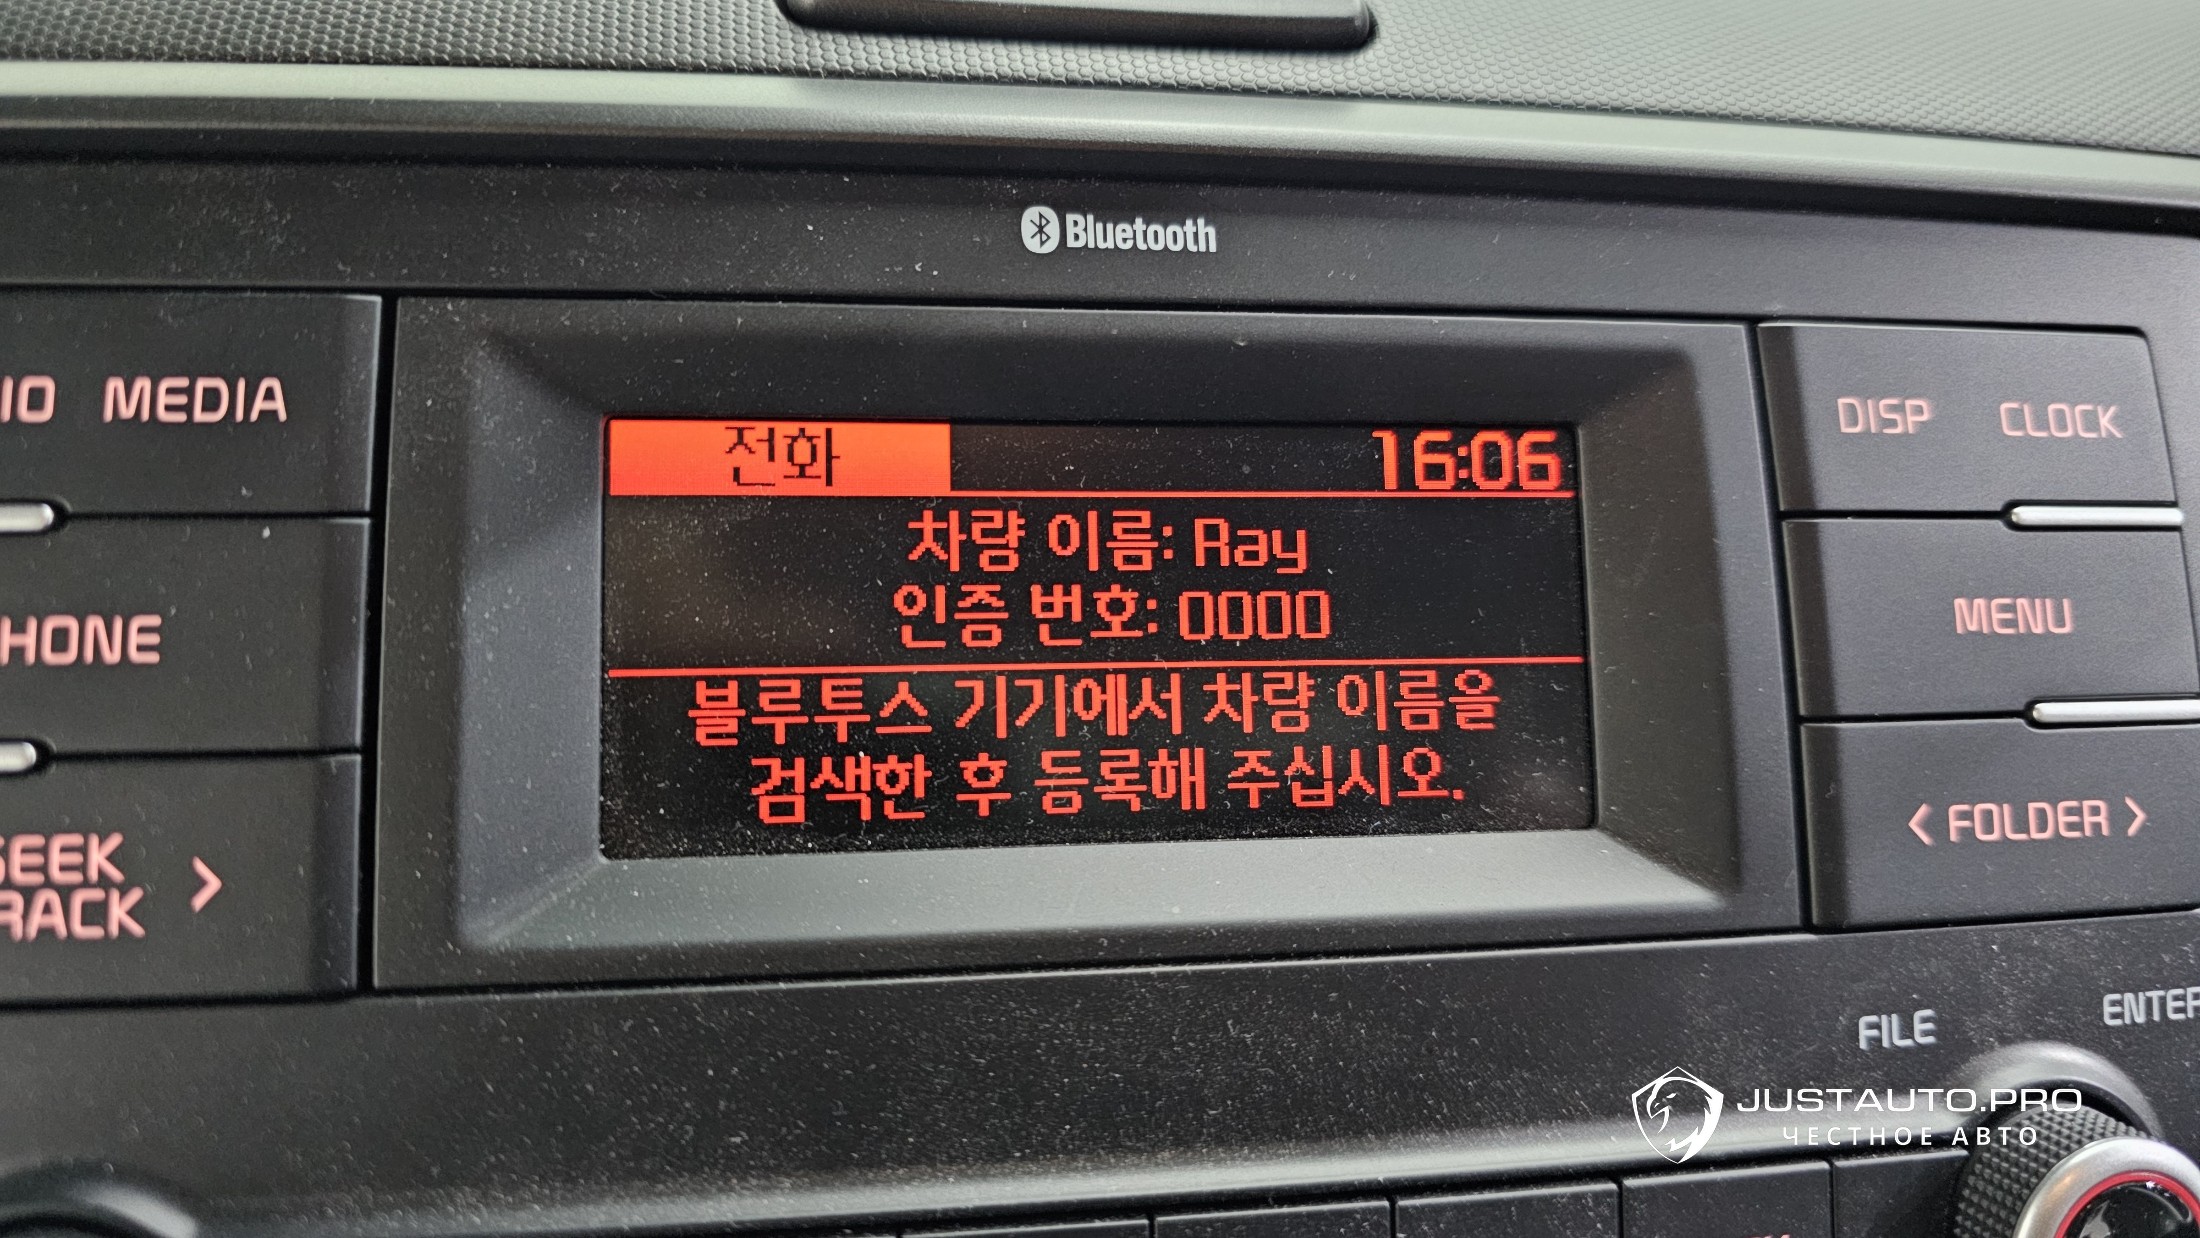 Bluetooth
IO MEDIA
DISP CLOCK
전화 16:06
차량 이름: Ray
인증 번호: 0000
블루투스 기기에서 차량 이름을
검색한 후 등록해 주십시오.
HONE
MENU
SEEK
RACK >
< FOLDER >
FILE
ENTER
JUSTAUTO.PRO
ЧЕСТНОЕ АВТО